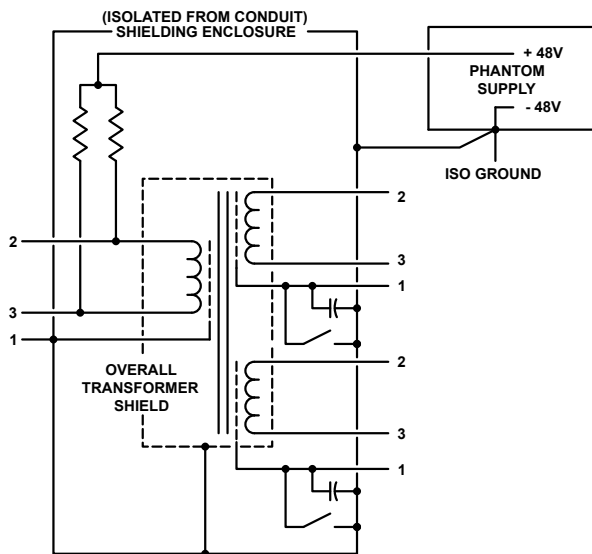 (ISOLATED FROM CONDUIT)
SHIELDING ENCLOSURE
+ 48V
PHANTOM
SUPPLY
- 48V
ISO GROUND
2
3
1
2
3
1
OVERALL
TRANSFORMER
SHIELD
2
3
1